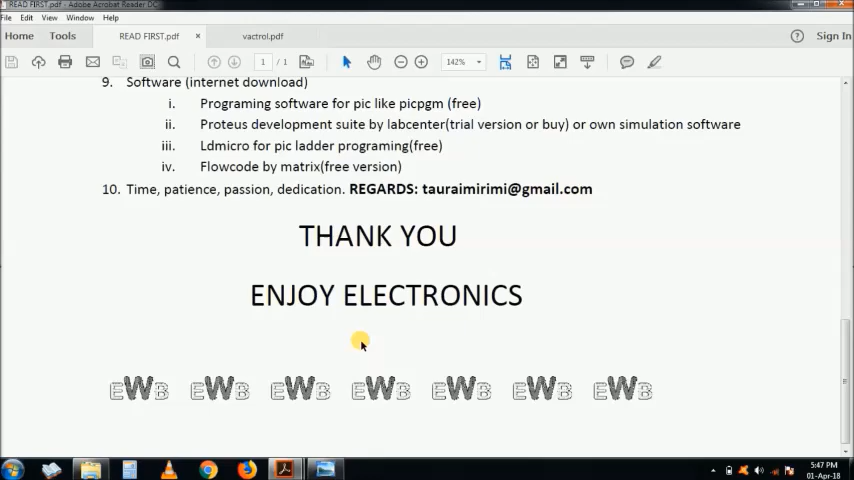 READ FIRST.pdf - Adobe Acrobat Reader DC
File Edit View Window Help
Home Tools READ FIRST.pdf × vactrol.pdf ? Sign In
1 / 1 142%
9. Software (internet download)
i. Programing software for pic like picpgm (free)
ii. Proteus development suite by labcenter(trial version or buy) or own simulation software
iii. Ldmicro for pic ladder programing(free)
iv. Flowcode by matrix(free version)
10. Time, patience, passion, dedication. REGARDS: tauraimirimi@gmail.com
THANK YOU
ENJOY ELECTRONICS
EWB EWB EWB EWB EWB EWB EWB
5:47 PM
01-Apr-18